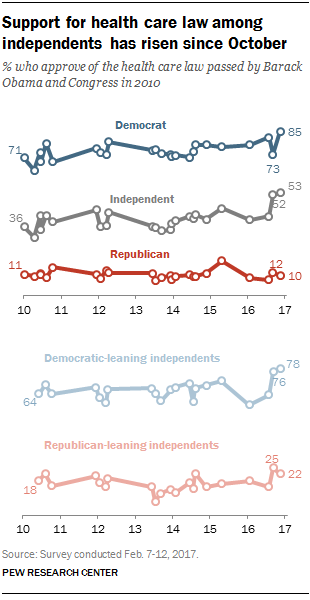 Support for health care law among
independents has risen since October
% who approve of the health care law passed by Barack
Obama and Congress in 2010
Democrat
71
85
73
Independent
36
53
52
Republican
11
12
10
10 11 12 13 14 15 16 17
Democratic-leaning independents
64
78
76
Republican-leaning independents
18
25
22
10 11 12 13 14 15 16 17
Source: Survey conducted Feb. 7-12, 2017.
PEW RESEARCH CENTER